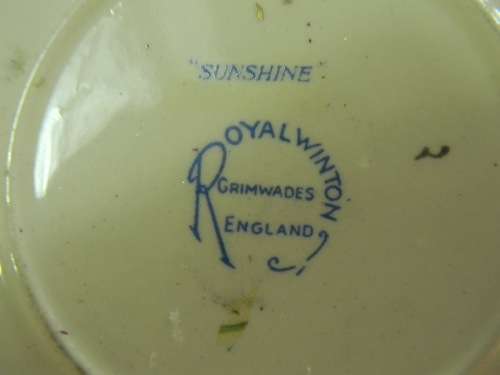 "SUNSHINE"
ROYAL WINTON
GRIMWADES
ENGLAND